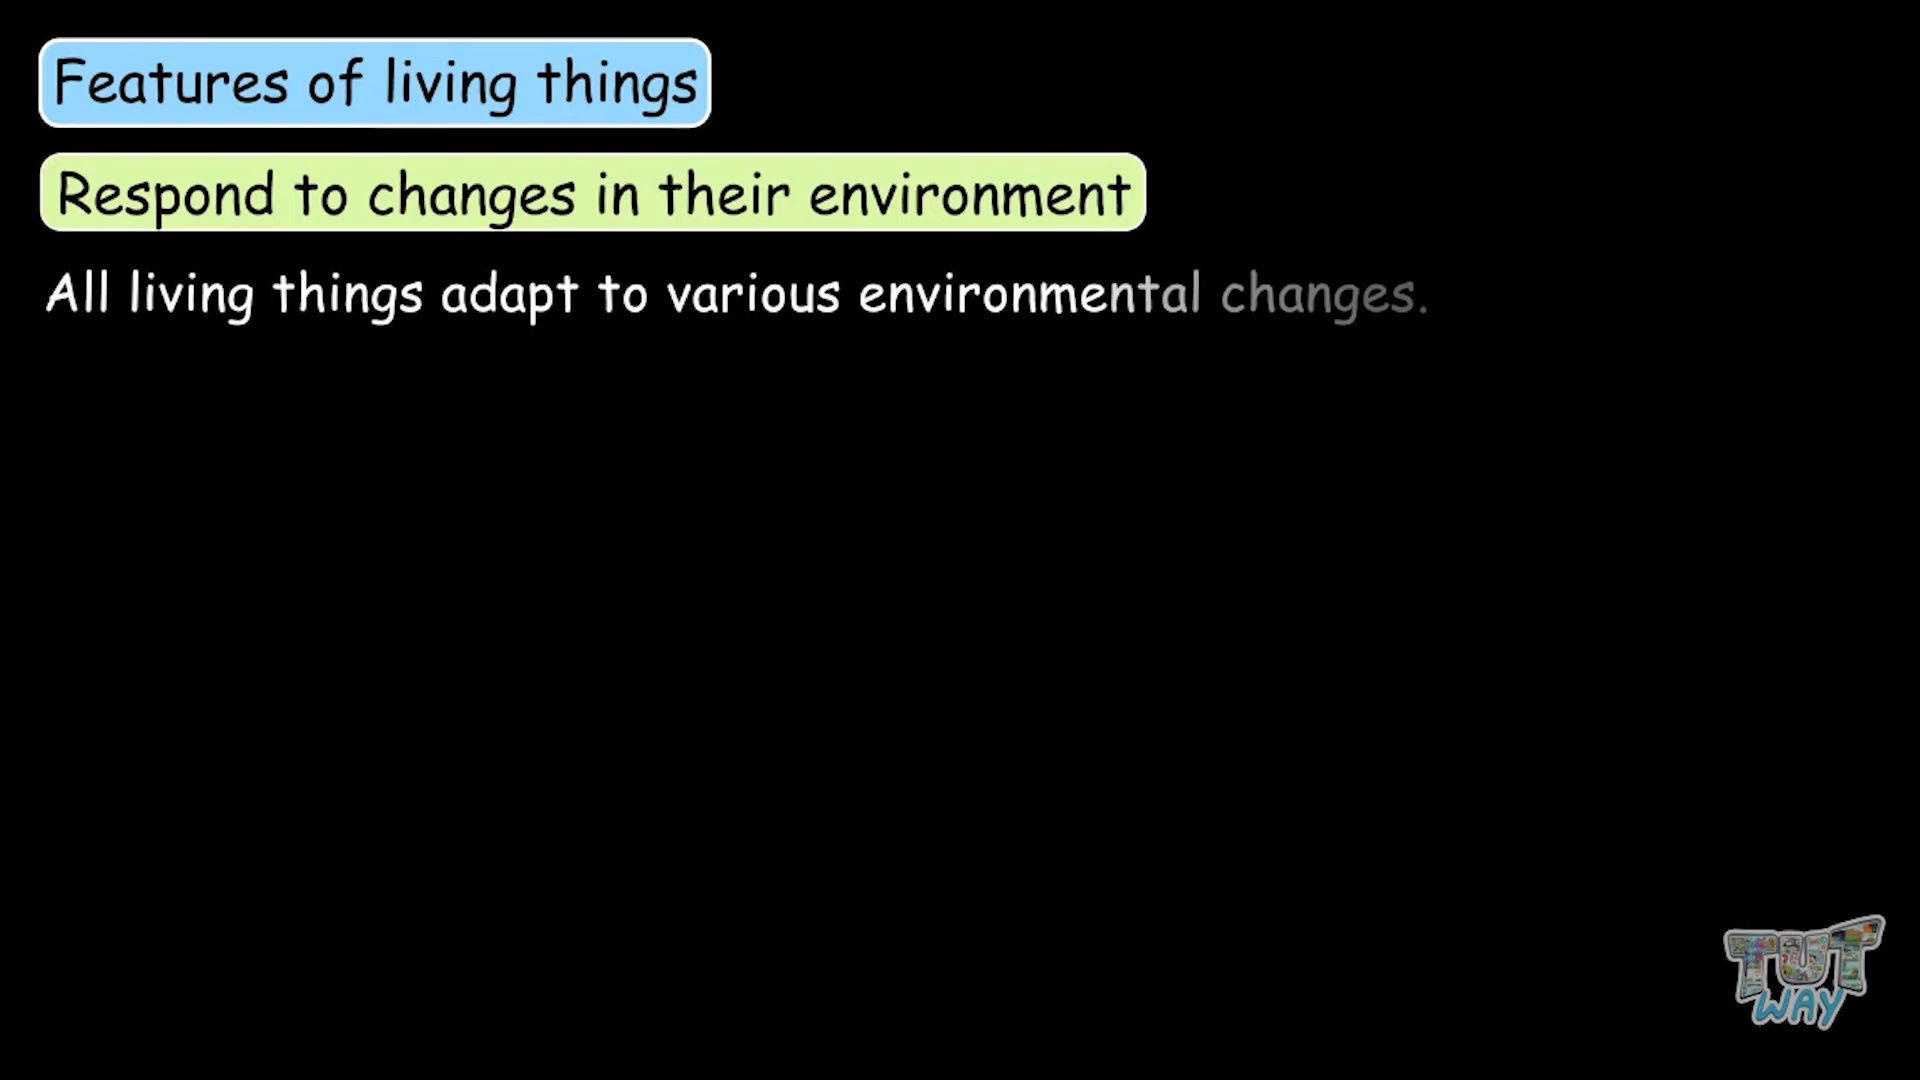 Features of living things
Respond to changes in their environment
All living things adapt to various environmental changes.
TUT
WAY